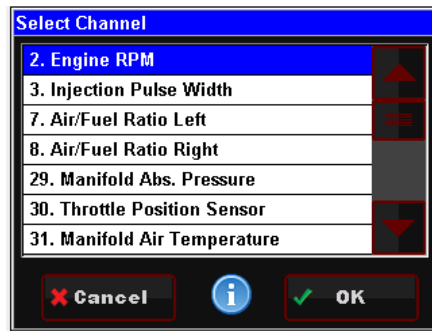 Select Channel
2. Engine RPM
3. Injection Pulse Width
7. Air/Fuel Ratio Left
8. Air/Fuel Ratio Right
29. Manifold Abs. Pressure
30. Throttle Position Sensor
31. Manifold Air Temperature
Cancel
i
OK